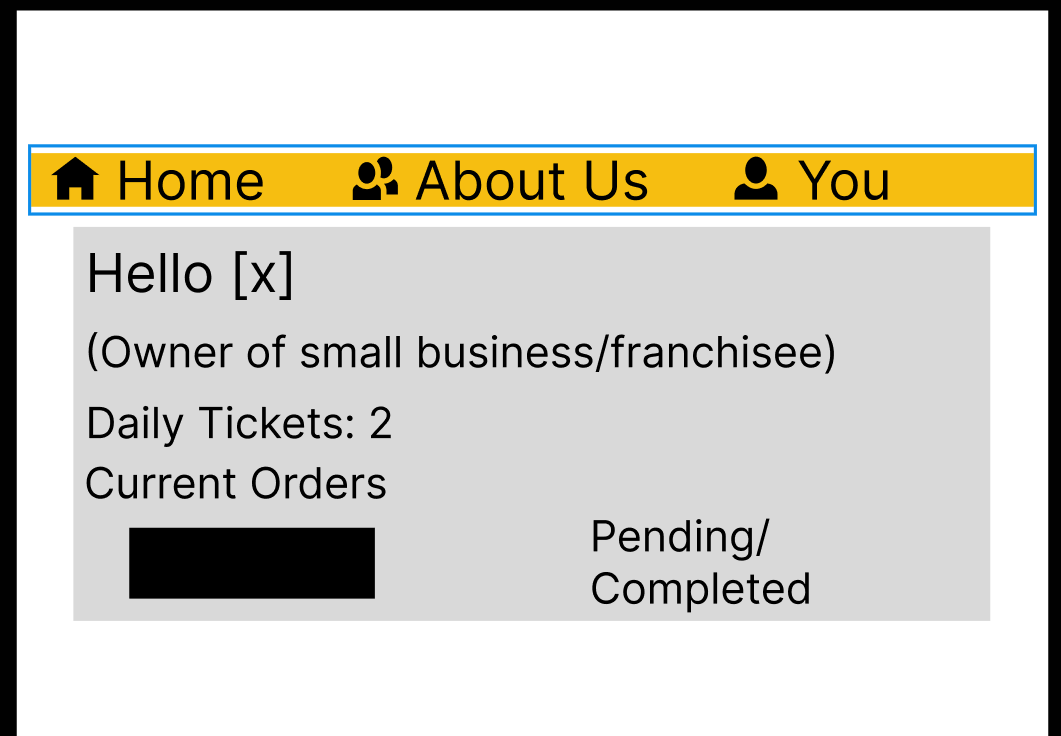 Home About Us You
Hello [x]
(Owner of small business/franchisee)
Daily Tickets: 2
Current Orders
Pending/
Completed